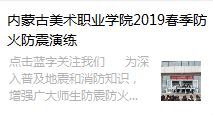 内蒙古美术职业学院2019春季防
火防震演练
点击蓝字关注我们 为深
入普及地震和消防知识，
增强广大师生防震防火...